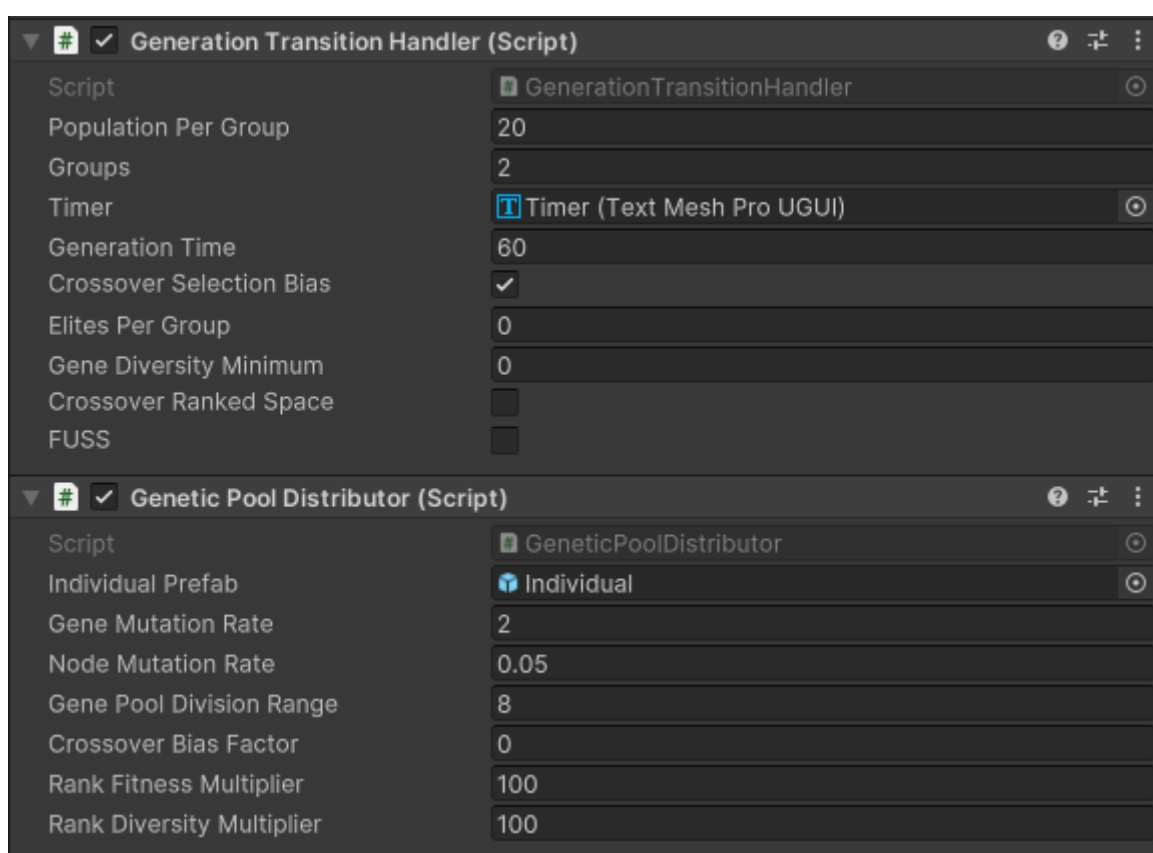 Generation Transition Handler (Script)
Script GenerationTransitionHandler
Population Per Group 20
Groups 2
Timer Timer (Text Mesh Pro UGUI)
Generation Time 60
Crossover Selection Bias
Elites Per Group 0
Gene Diversity Minimum 0
Crossover Ranked Space
FUSS
Genetic Pool Distributor (Script)
Script GeneticPoolDistributor
Individual Prefab Individual
Gene Mutation Rate 2
Node Mutation Rate 0.05
Gene Pool Division Range 8
Crossover Bias Factor 0
Rank Fitness Multiplier 100
Rank Diversity Multiplier 100